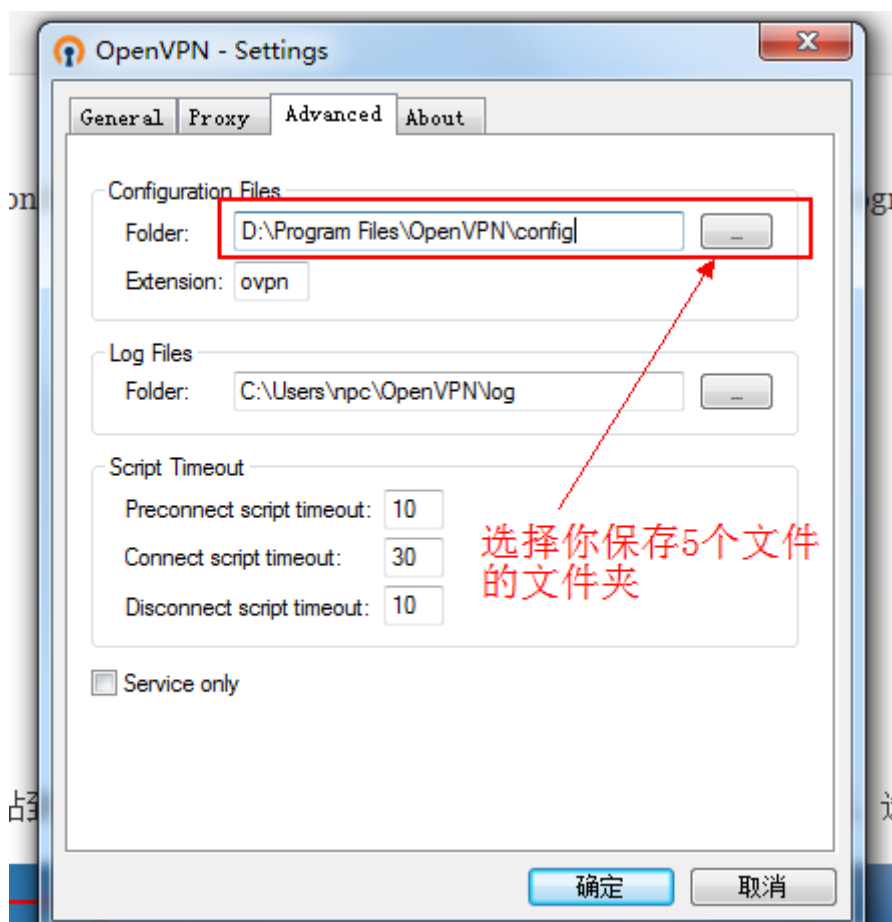 OpenVPN - Settings
General Proxy Advanced About
Configuration Files
Folder: D:\Program Files\OpenVPN\config ...
Extension: ovpn
Log Files
Folder: C:\Users\npc\OpenVPN\log ...
Script Timeout
Preconnect script timeout: 10
Connect script timeout: 30
选择你保存5个文件
的文件夹
Disconnect script timeout: 10
Service only
确定 取消